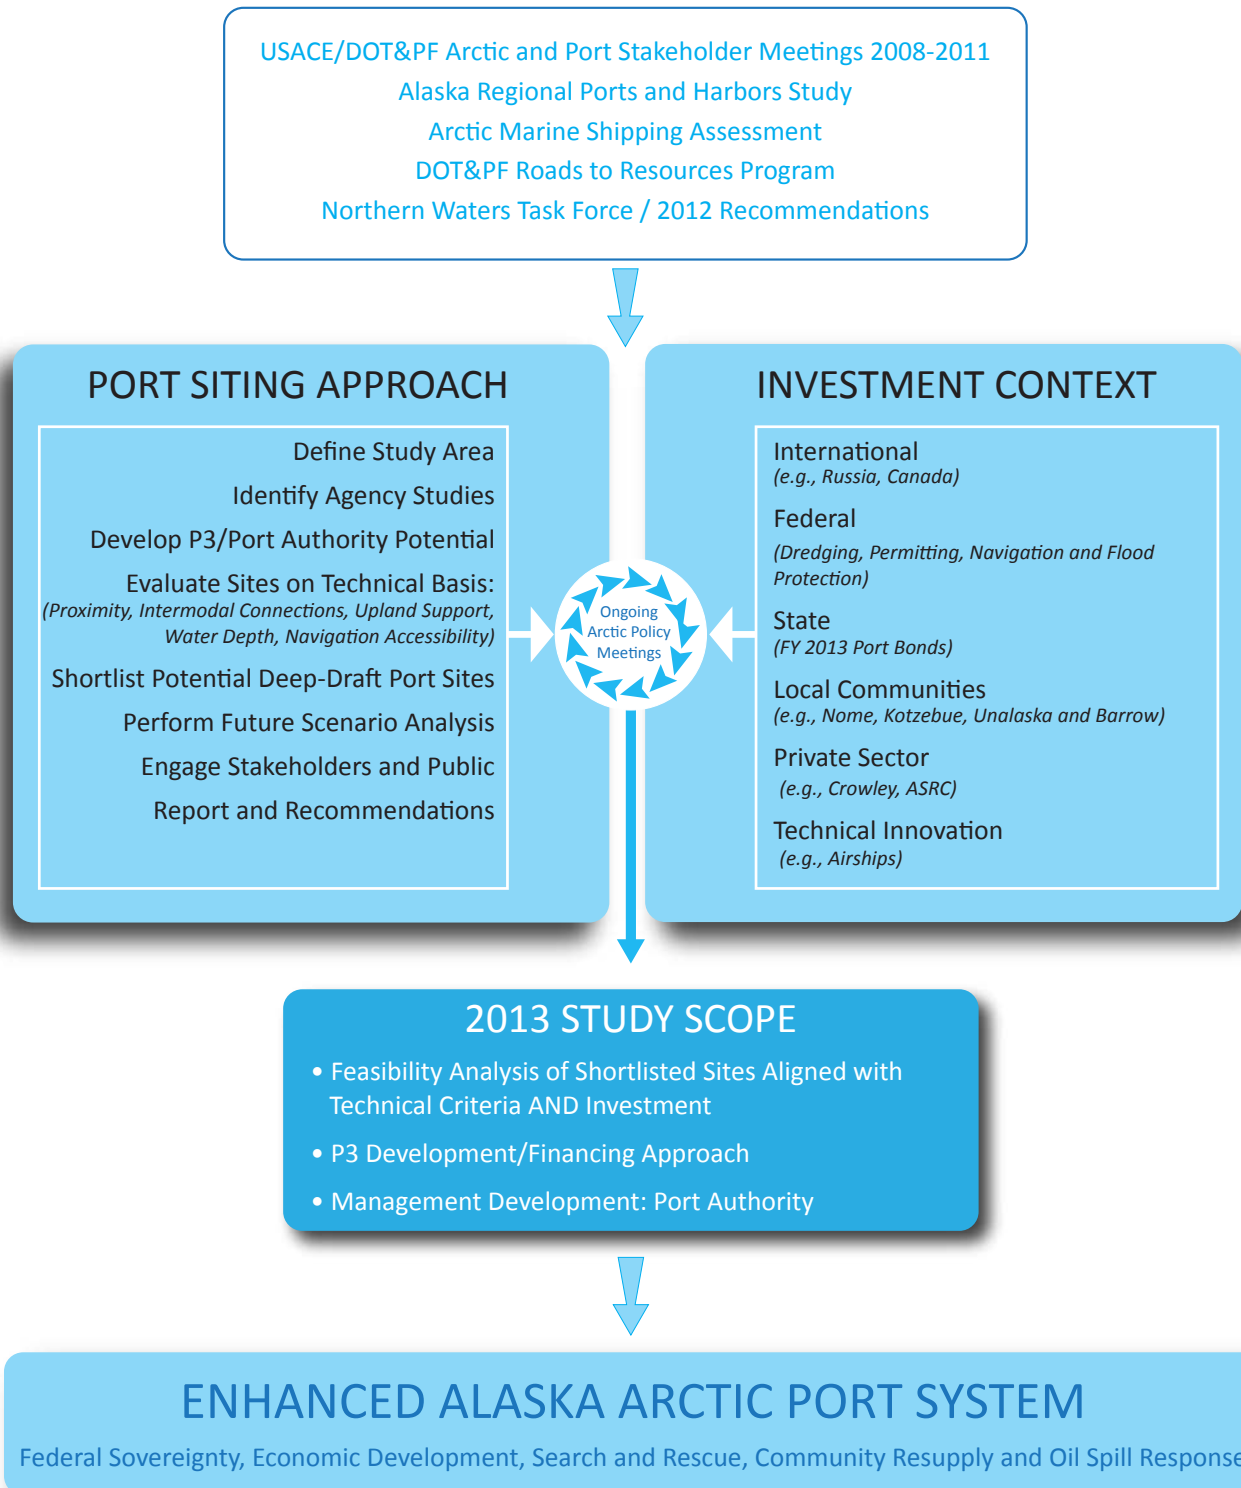 USACE/DOT&PF Arctic and Port Stakeholder Meetings 2008-2011
Alaska Regional Ports and Harbors Study
Arctic Marine Shipping Assessment
DOT&PF Roads to Resources Program
Northern Waters Task Force / 2012 Recommendations
PORT SITING APPROACH
Define Study Area
Identify Agency Studies
Develop P3/Port Authority Potential
Evaluate Sites on Technical Basis:
(Proximity, Intermodal Connections, Upland Support,
Water Depth, Navigation Accessibility)
Shortlist Potential Deep-Draft Port Sites
Perform Future Scenario Analysis
Engage Stakeholders and Public
Report and Recommendations
Ongoing
Arctic Policy
Meetings
INVESTMENT CONTEXT
International
(e.g., Russia, Canada)
Federal
(Dredging, Permitting, Navigation and Flood
Protection)
State
(FY 2013 Port Bonds)
Local Communities
(e.g., Nome, Kotzebue, Unalaska and Barrow)
Private Sector
(e.g., Crowley, ASRC)
Technical Innovation
(e.g., Airships)
2013 STUDY SCOPE
• Feasibility Analysis of Shortlisted Sites Aligned with
Technical Criteria AND Investment
• P3 Development/Financing Approach
• Management Development: Port Authority
ENHANCED ALASKA ARCTIC PORT SYSTEM
Federal Sovereignty, Economic Development, Search and Rescue, Community Resupply and Oil Spill Response